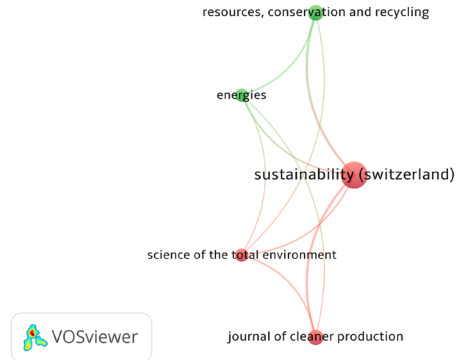 resources, conservation and recycling
energies
sustainability (switzerland)
science of the total environment
journal of cleaner production
VOSviewer